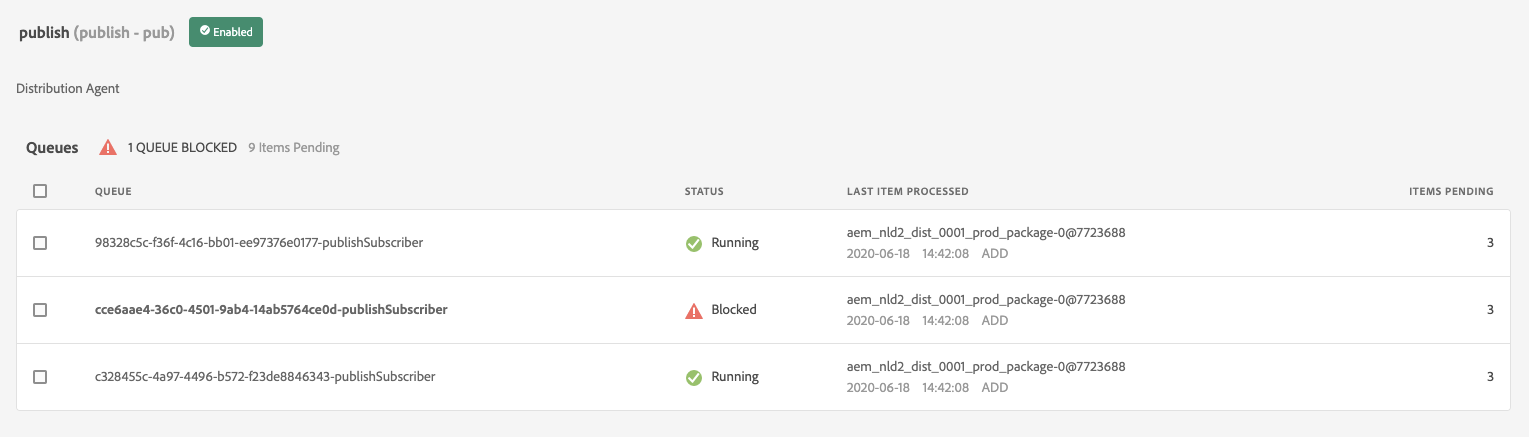 publish (publish - pub) Enabled
Distribution Agent
Queues 1 QUEUE BLOCKED 9 Items Pending
QUEUE STATUS LAST ITEM PROCESSED ITEMS PENDING
98328c5c-f36f-4c16-bb01-ee97376e0177-publishSubscriber Running aem_nld2_dist_0001_prod_package-0@7723688 3
2020-06-18 14:42:08 ADD
cce6aae4-36c0-4501-9ab4-14ab5764ce0d-publishSubscriber Blocked aem_nld2_dist_0001_prod_package-0@7723688 3
2020-06-18 14:42:08 ADD
c328455c-4a97-4496-b572-f23de8846343-publishSubscriber Running aem_nld2_dist_0001_prod_package-0@7723688 3
2020-06-18 14:42:08 ADD